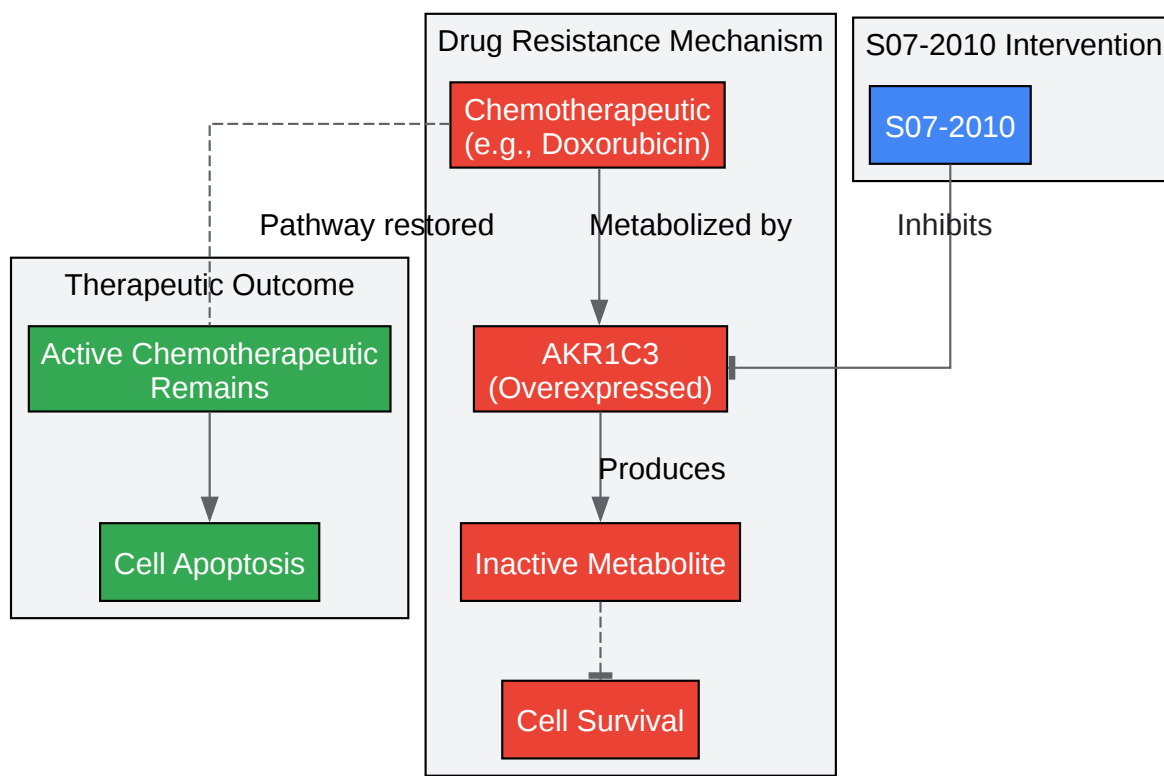 Drug Resistance Mechanism
S07-2010 Intervention
Chemotherapeutic
(e.g., Doxorubicin)
S07-2010
Pathway restored
Metabolized by
Inhibits
Therapeutic Outcome
Active Chemotherapeutic
Remains
AKR1C3
(Overexpressed)
Produces
Cell Apoptosis
Inactive Metabolite
Cell Survival